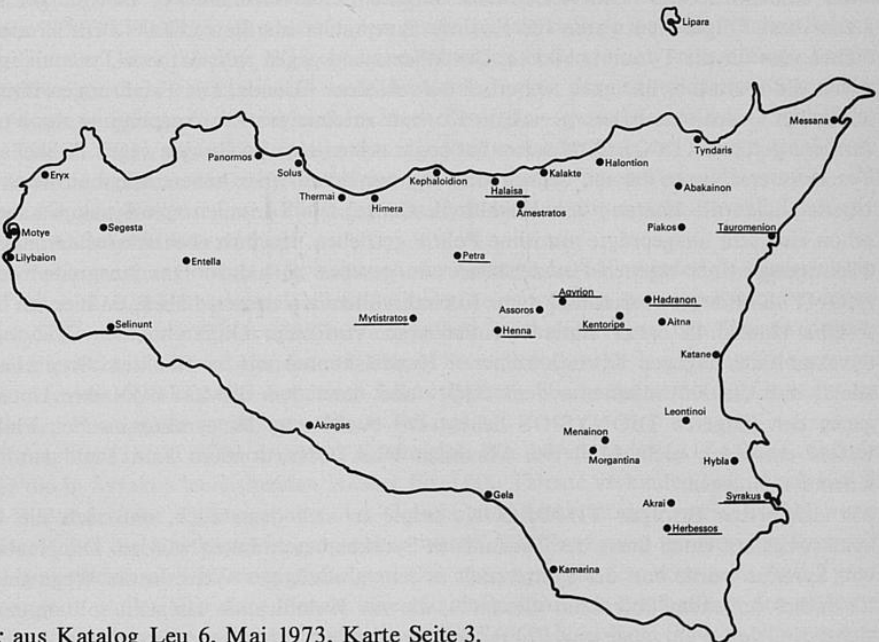 Lipara
Messana
Tyndaris
Panormos
Solus
Halontion
Eryx
Kephaloidion
Kalakte
Halaisa
Abakainon
Thermai
Himera
Amestratos
Motye
Segesta
Piakos
Tauromenion
Lilybaion
Entella
Petra
Agyrion
Hadranon
Mytistratos
Assoros
Kentoripe
Aitna
Selinunt
Henna
Katane
Akragas
Leontinoi
Menainon
Morgantina
Hybla
Gela
Akrai
Syrakus
Herbessos
Kamarina
r aus Katalog Leu 6. Mai 1973, Karte Seite 3.